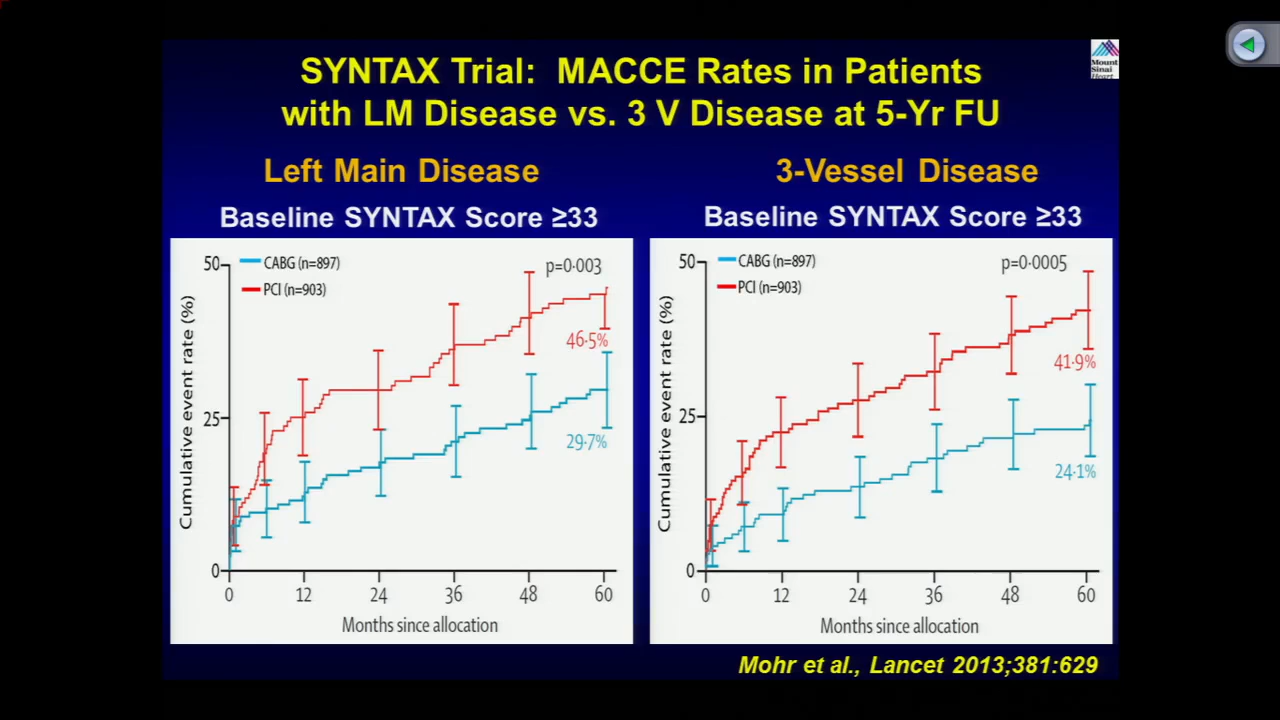 SYNTAX Trial: MACCE Rates in Patients
with LM Disease vs. 3 V Disease at 5-Yr FU
Mount
Sinai
Heart
Left Main Disease
Baseline SYNTAX Score ≥33
CABG (n=897)
PCI (n=903)
p=0·003
50
25
0
Cumulative event rate (%)
46·5%
29·7%
0 12 24 36 48 60
Months since allocation
3-Vessel Disease
Baseline SYNTAX Score ≥33
CABG (n=897)
PCI (n=903)
p=0·0005
50
25
0
Cumulative event rate (%)
41·9%
24·1%
0 12 24 36 48 60
Months since allocation
Mohr et al., Lancet 2013;381:629